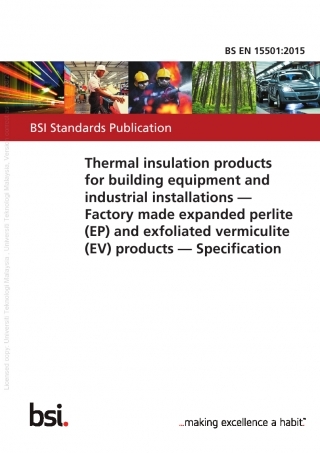 BS EN 15501:2015
BSI Standards Publication
Thermal insulation products
for building equipment and
industrial installations —
Factory made expanded perlite
(EP) and exfoliated vermiculite
(EV) products — Specification
bsi.
...making excellence a habit.™
Licensed copy: Universiti Teknologi Malaysia, Universiti Teknologi Malaysia, Version